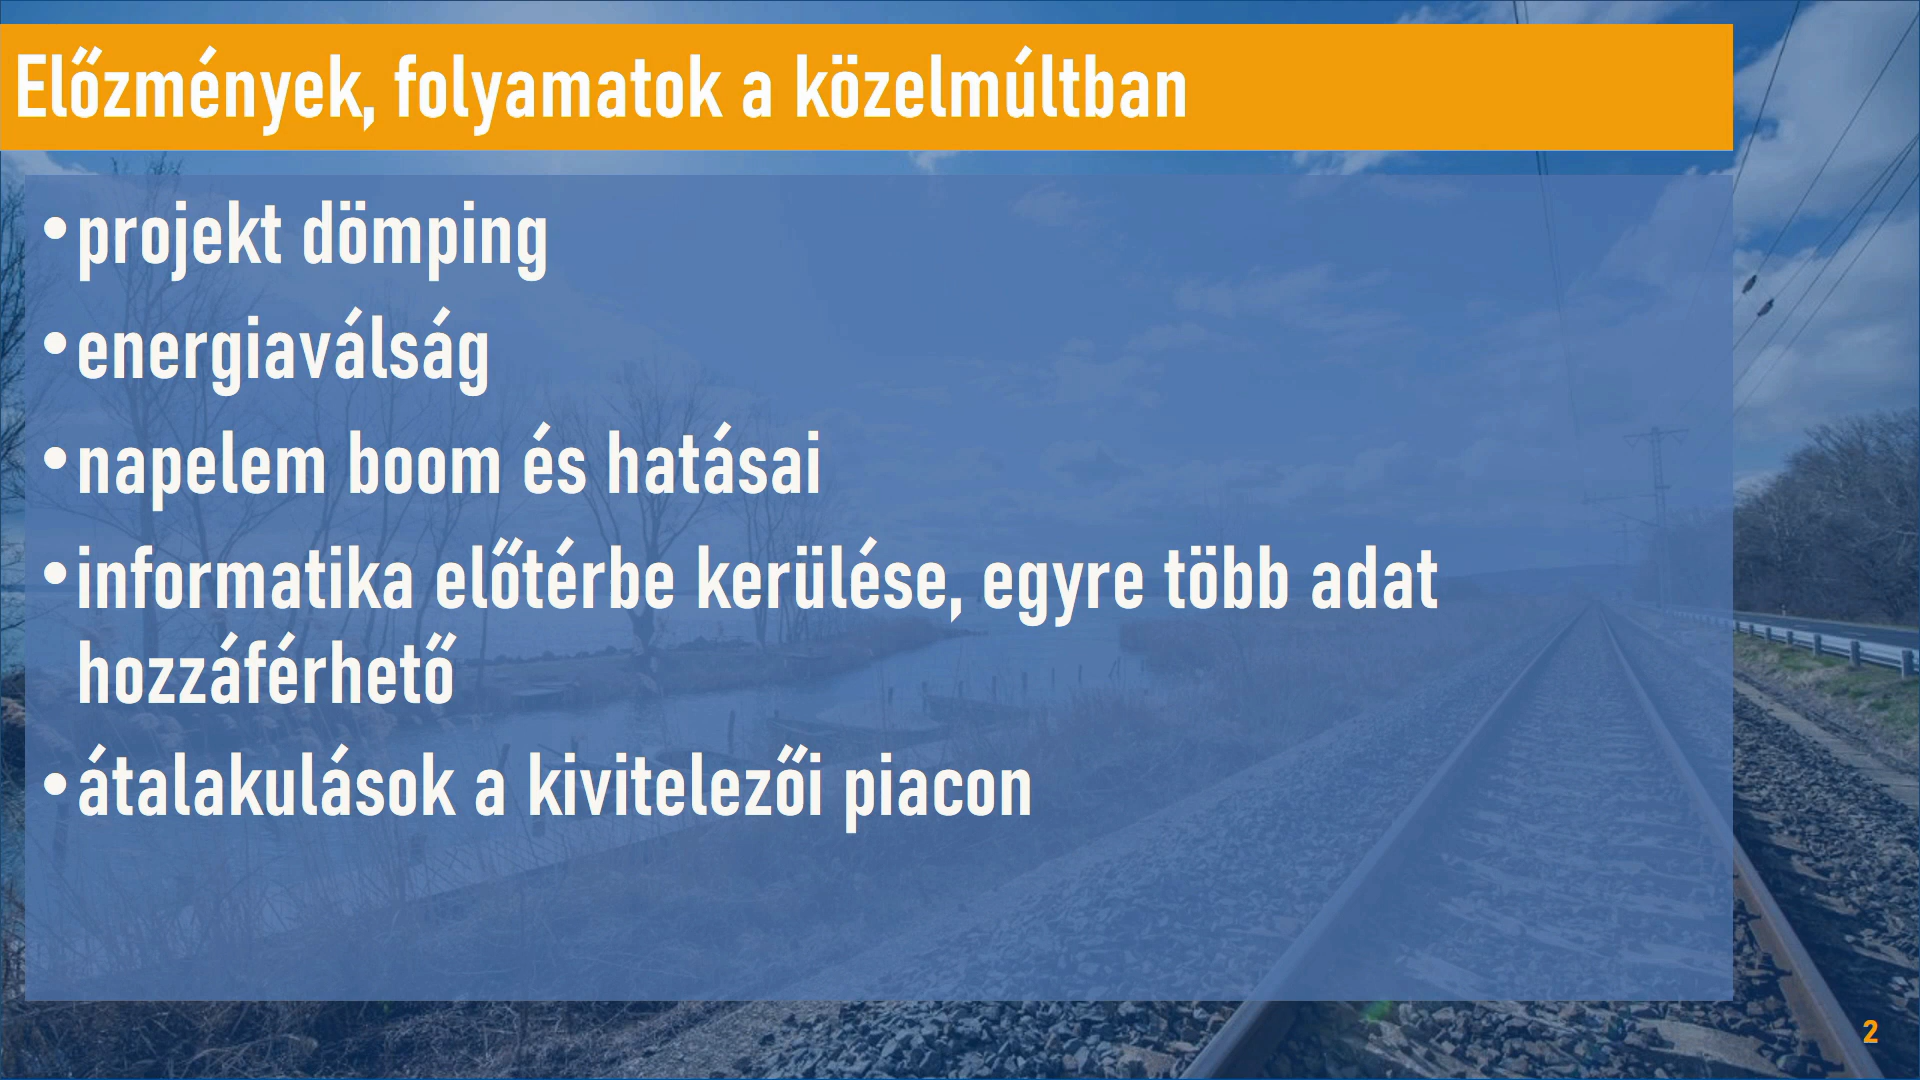 Előzmények, folyamatok a közelmúltban
•projekt dömping
•energiaválság
•napelem boom és hatásai
•informatika előtérbe kerülése, egyre több adat
hozzáférhető
•átalakulások a kivitelezői piacon
2